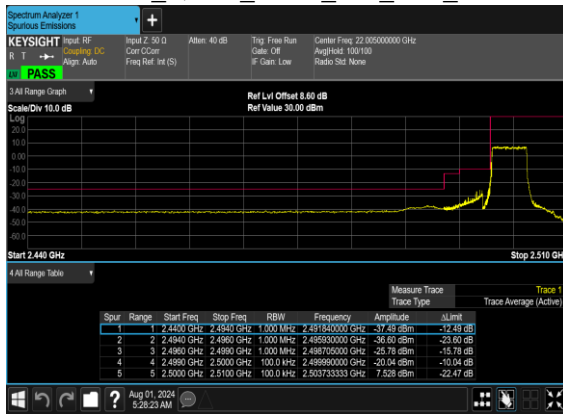 Spectrum Analyzer 1
Spurious Emissions
KEYSIGHT Input: RF Input Z: 50 Ω Atten: 40 dB Trig: Free Run Center Freq: 22.005000000 GHz
R T Coupling: DC Corr CCorr Gate: Off Avg|Hold: 100/100
Align: Auto Freq Ref: Int (S) IF Gain: Low Radio Std: None
PASS
3 All Range Graph
Ref Lvl Offset 8.60 dB
Scale/Div 10.0 dB Ref Value 30.00 dBm
Log
20.0
10.0
0.00
-10.0
-20.0
-30.0
-40.0
-50.0
-60.0
Start 2.440 GHz Stop 2.510 GHz
4 All Range Table
Measure Trace Trace 1
Trace Type Trace Average (Active)
Spur Range Start Freq Stop Freq RBW Frequency Amplitude ΔLimit
1 1 2.4400 GHz 2.4940 GHz 1.000 MHz 2.491840000 GHz -37.49 dBm -12.49 dB
2 2 2.4940 GHz 2.4960 GHz 1.000 MHz 2.495930000 GHz -36.60 dBm -23.60 dB
3 3 2.4960 GHz 2.4990 GHz 1.000 MHz 2.498705000 GHz -25.78 dBm -15.78 dB
4 4 2.4990 GHz 2.5000 GHz 100.0 kHz 2.499990000 GHz -20.04 dBm -10.04 dB
5 5 2.5000 GHz 2.5100 GHz 100.0 kHz 2.503733333 GHz 7.528 dBm -22.47 dB
Aug 01, 2024
5:28:23 AM